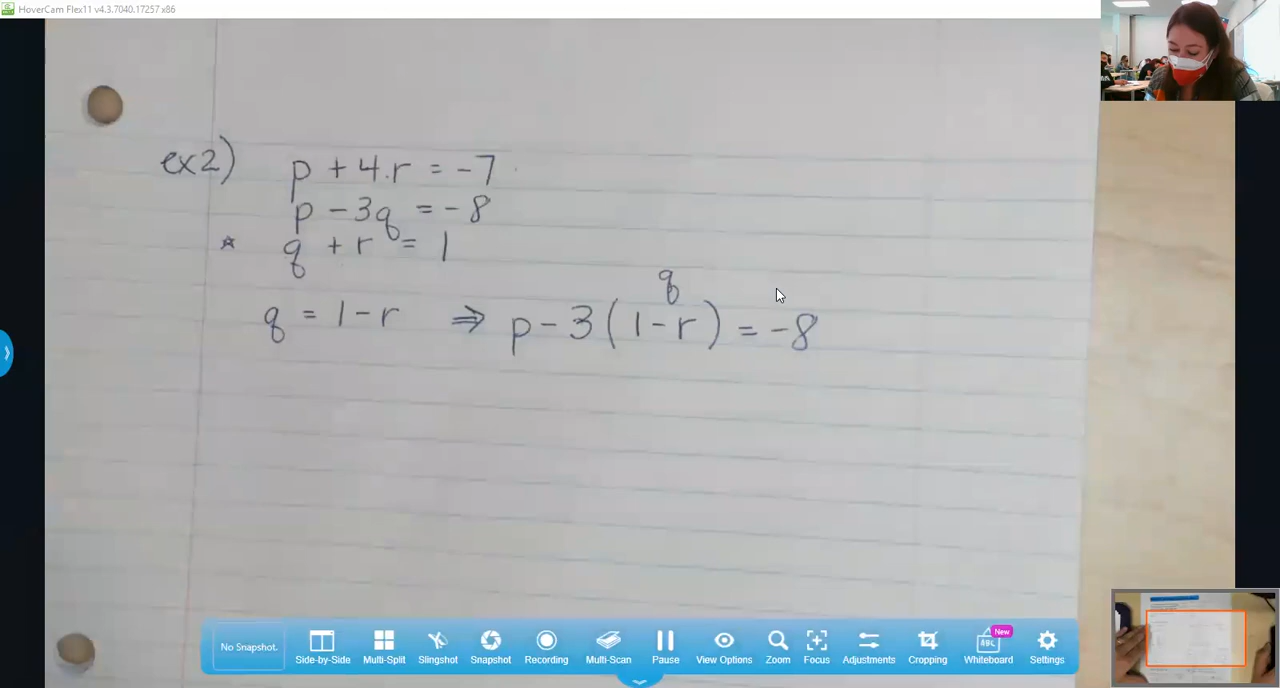 HoverCam Flex11 v4.3.7040.17257 x86
ex2) p + 4.r = -7
p - 3q = -8
☆ q + r = 1
q
q = 1 - r ⇒ p - 3(1 - r) = -8
No Snapshot.
Side-by-Side Multi-Split Slingshot Snapshot Recording Multi-Scan Pause View Options Zoom Focus Adjustments Cropping ABC New Whiteboard Settings